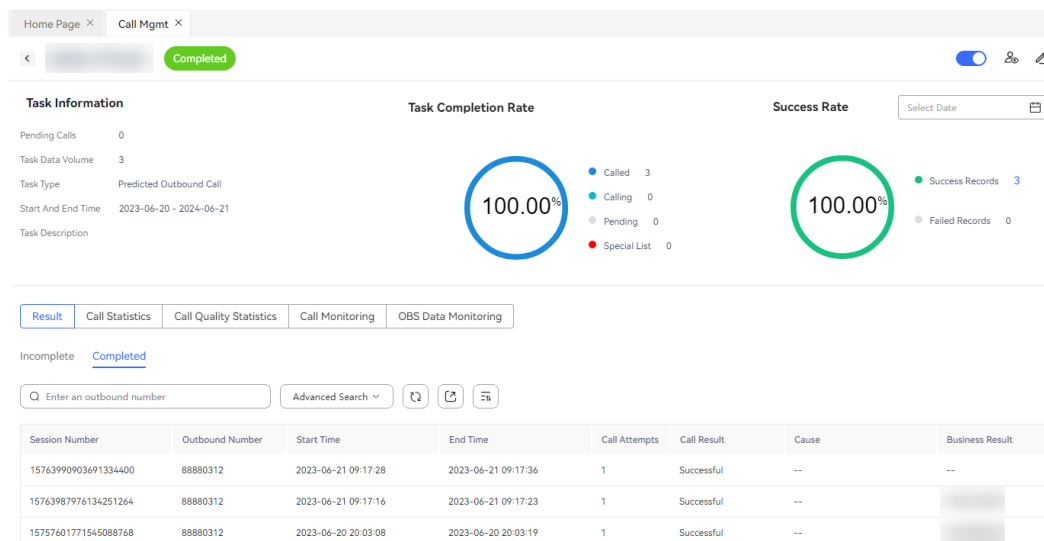 Home Page × Call Mgmt ×
Completed
Task Information
Pending Calls 0
Task Data Volume 3
Task Type Predicted Outbound Call
Start And End Time 2023-06-20 - 2024-06-21
Task Description
Task Completion Rate
100.00%
Called 3
Calling 0
Pending 0
Special List 0
Success Rate
Select Date
100.00%
Success Records 3
Failed Records 0
Result Call Statistics Call Quality Statistics Call Monitoring OBS Data Monitoring
Incomplete Completed
Enter an outbound number Advanced Search
Session Number Outbound Number Start Time End Time Call Attempts Call Result Cause Business Result
15763990903691334400 88880312 2023-06-21 09:17:28 2023-06-21 09:17:36 1 Successful -- --
15763987976134251264 88880312 2023-06-21 09:17:16 2023-06-21 09:17:23 1 Successful --
15757601771545088768 88880312 2023-06-20 20:03:08 2023-06-20 20:03:19 1 Successful --